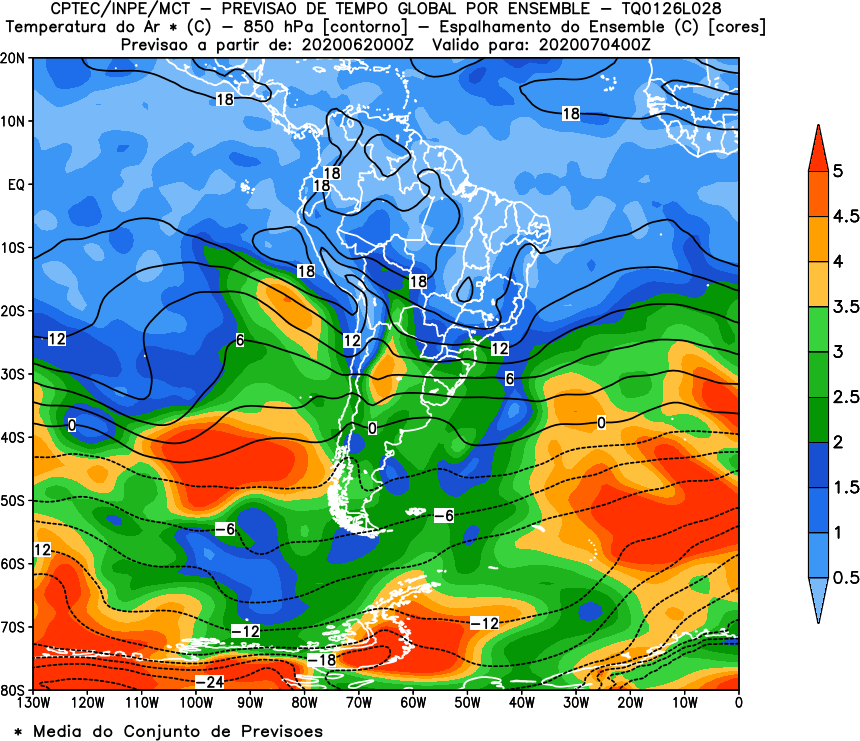 CPTEC/INPE/MCT - PREVISAO DE TEMPO GLOBAL POR ENSEMBLE - TQ0126L028
Temperatura do Ar * (C) - 850 hPa [contorno] - Espalhamento do Ensemble (C) [cores]
Previsao a partir de: 2020062000Z Valido para: 2020070400Z
20N
18
18
10N
18
5
EQ
18
4.5
10S
18
18
4
20S
3.5
12
6
12
12
3
30S
6
2.5
0
0
0
40S
2
1.5
50S
-6
-6
1
12
60S
0.5
-12
-12
70S
-18
-24
80S
130W 120W 110W 100W 90W 80W 70W 60W 50W 40W 30W 20W 10W 0
* Media do Conjunto de Previsoes